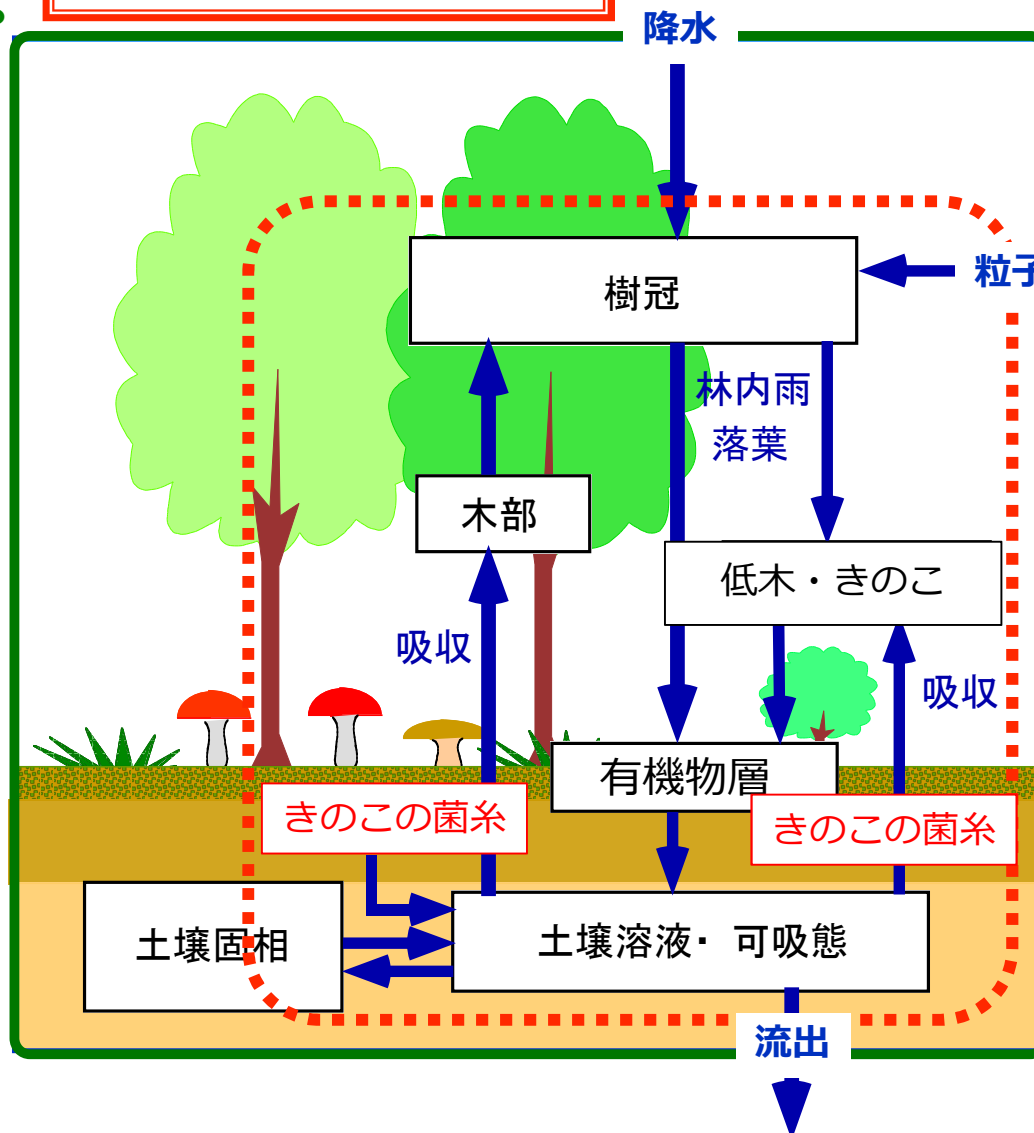 降水
樹冠
粒子
林内雨
落葉
木部
低木・きのこ
吸収
吸収
有機物層
きのこの菌糸
きのこの菌糸
土壌固相
土壌溶液・ 可吸態
流出